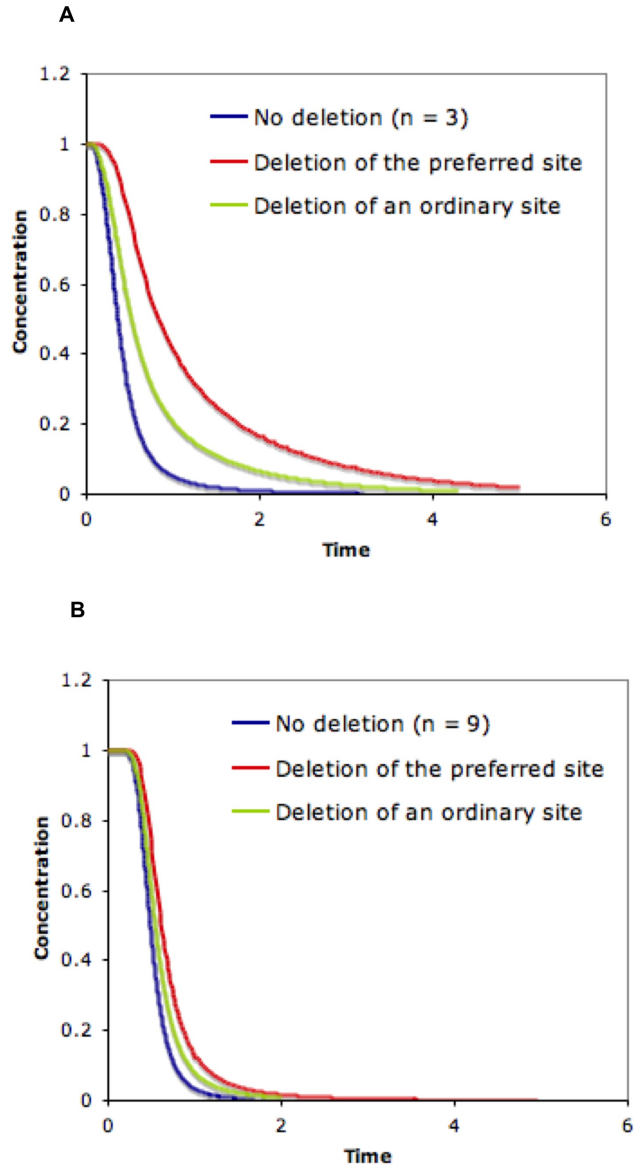 A
1.2
No deletion (n = 3)
1
Deletion of the preferred site
0.8
Deletion of an ordinary site
0.6
Concentration
0.4
0.2
0
0 2 4 6
Time
B
1.2
No deletion (n = 9)
1
Deletion of the preferred site
0.8
Deletion of an ordinary site
0.6
Concentration
0.4
0.2
0
0 2 4 6
Time